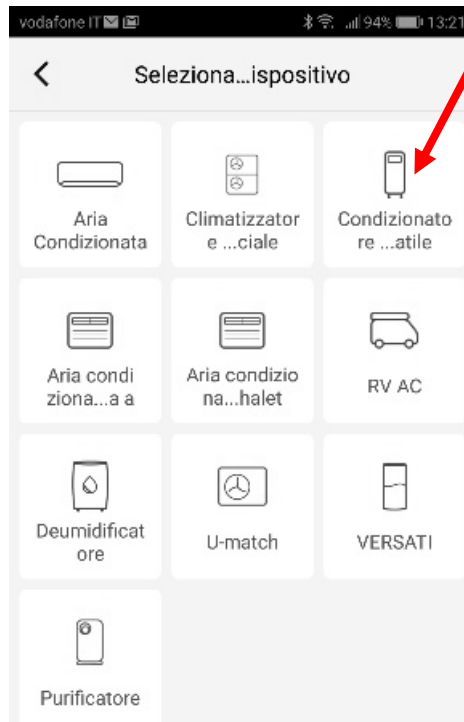 vodafone IT 94% 13:21
Seleziona...ispositivo
Aria
Condizionata
Climatizzator
e ...ciale
Condizionato
re ...atile
Aria condi
ziona...a a
Aria condizio
na...halet
RV AC
Deumidificat
ore
U-match
VERSATI
Purificatore